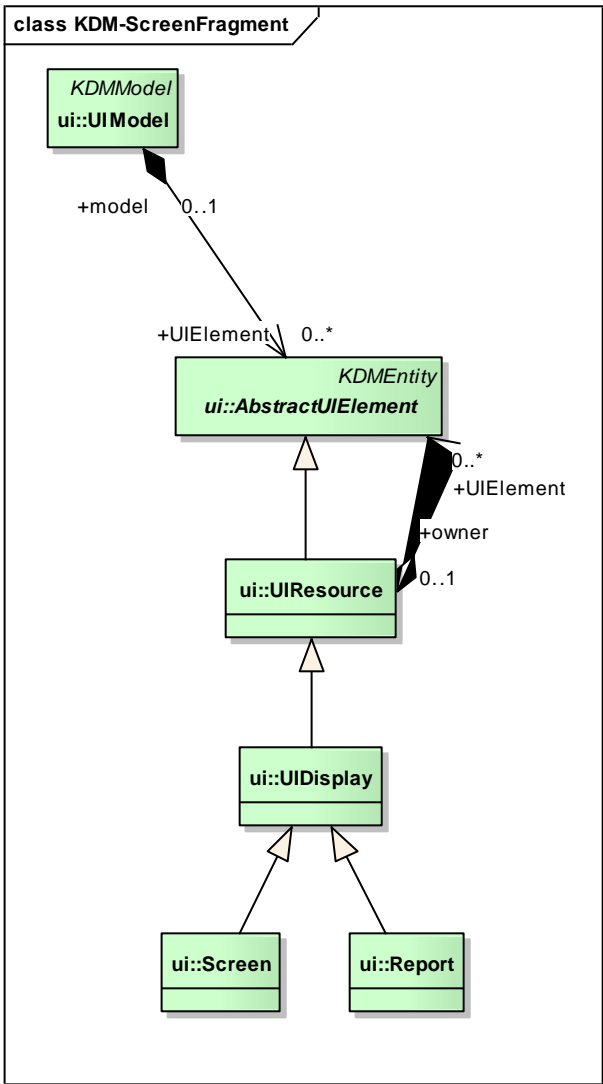 class KDM-ScreenFragment
KDMModel
ui::UIModel
+model 0..1
+UIElement 0..*
KDMEntity
ui::AbstractUIElement
0..*
+UIElement
+owner
0..1
ui::UIResource
ui::UIDisplay
ui::Screen
ui::Report